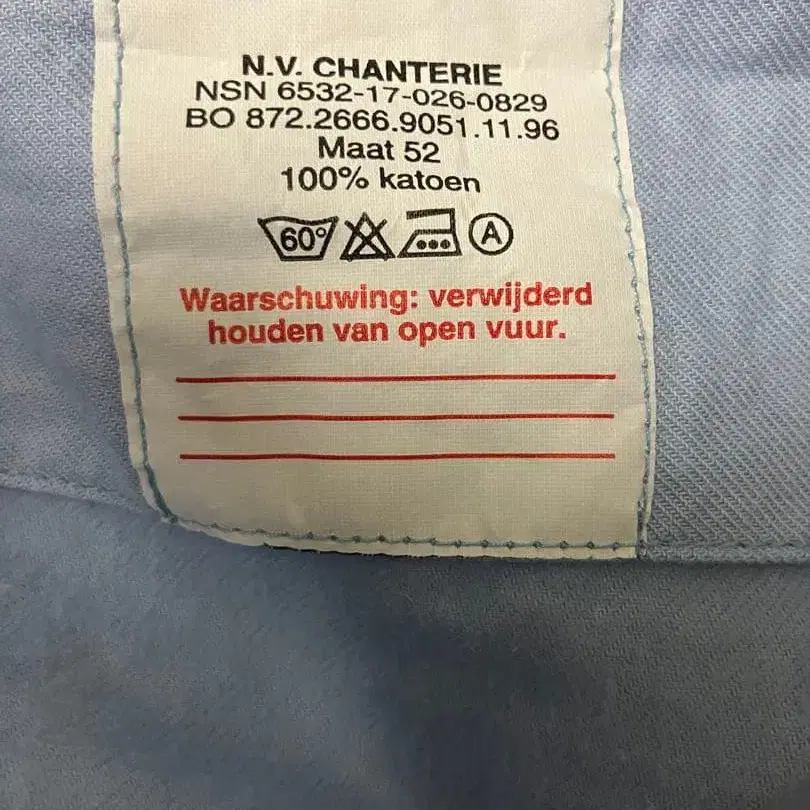 N.V. CHANTERIE
NSN 6532-17-026-0829
BO 872.2666.9051.11.96
Maat 52
100% katoen
60° A
Waarschuwing: verwijderd
houden van open vuur.